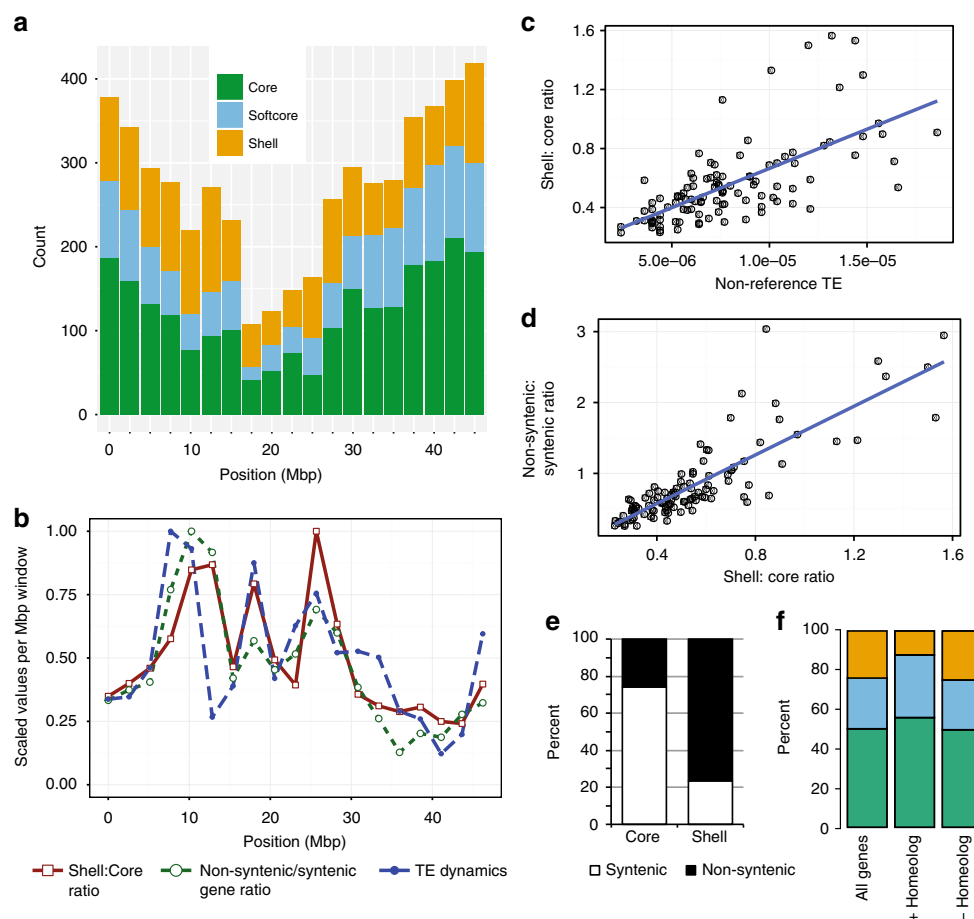 a
400
300
200
100
0
Count
Core
Softcore
Shell
0
10
20
30
40
Position (Mbp)
b
1.00
0.75
0.50
0.25
0.00
Scaled values per Mbp window
0
10
20
30
40
Position (Mbp)
Shell:Core
ratio
Non-syntenic/syntenic
gene ratio
TE dynamics
c
1.6
1.2
0.8
0.4
Shell: core ratio
5.0e–06
1.0e–05
1.5e–05
Non-reference TE
d
3
2
1
Non-syntenic:
syntenic ratio
0.4
0.8
1.2
1.6
Shell: core ratio
e
100
80
60
40
20
0
Percent
Core
Shell
Syntenic
Non-syntenic
f
100
80
60
40
20
0
Percent
All genes
+ Homeolog
– Homeolog